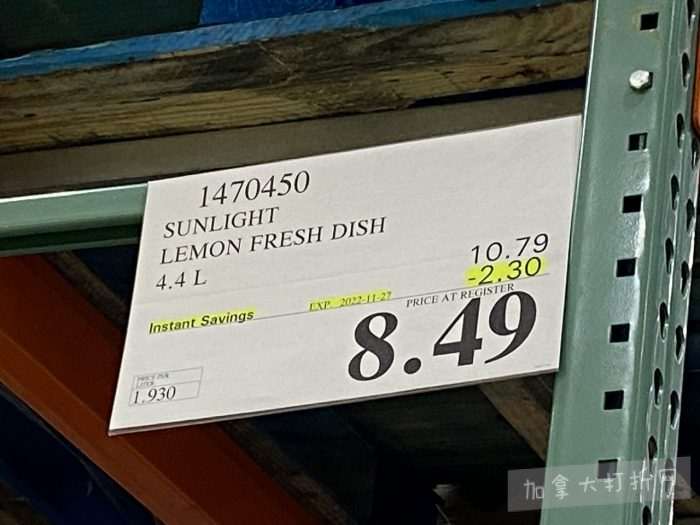 1470450
SUNLIGHT
LEMON FRESH DISH
4.4 L
10.79
-2.30
Instant Savings
EXP. 2022-11-27
PRICE AT REGISTER
8.49
PRICE PER
LITER
1.930
加拿大打折网